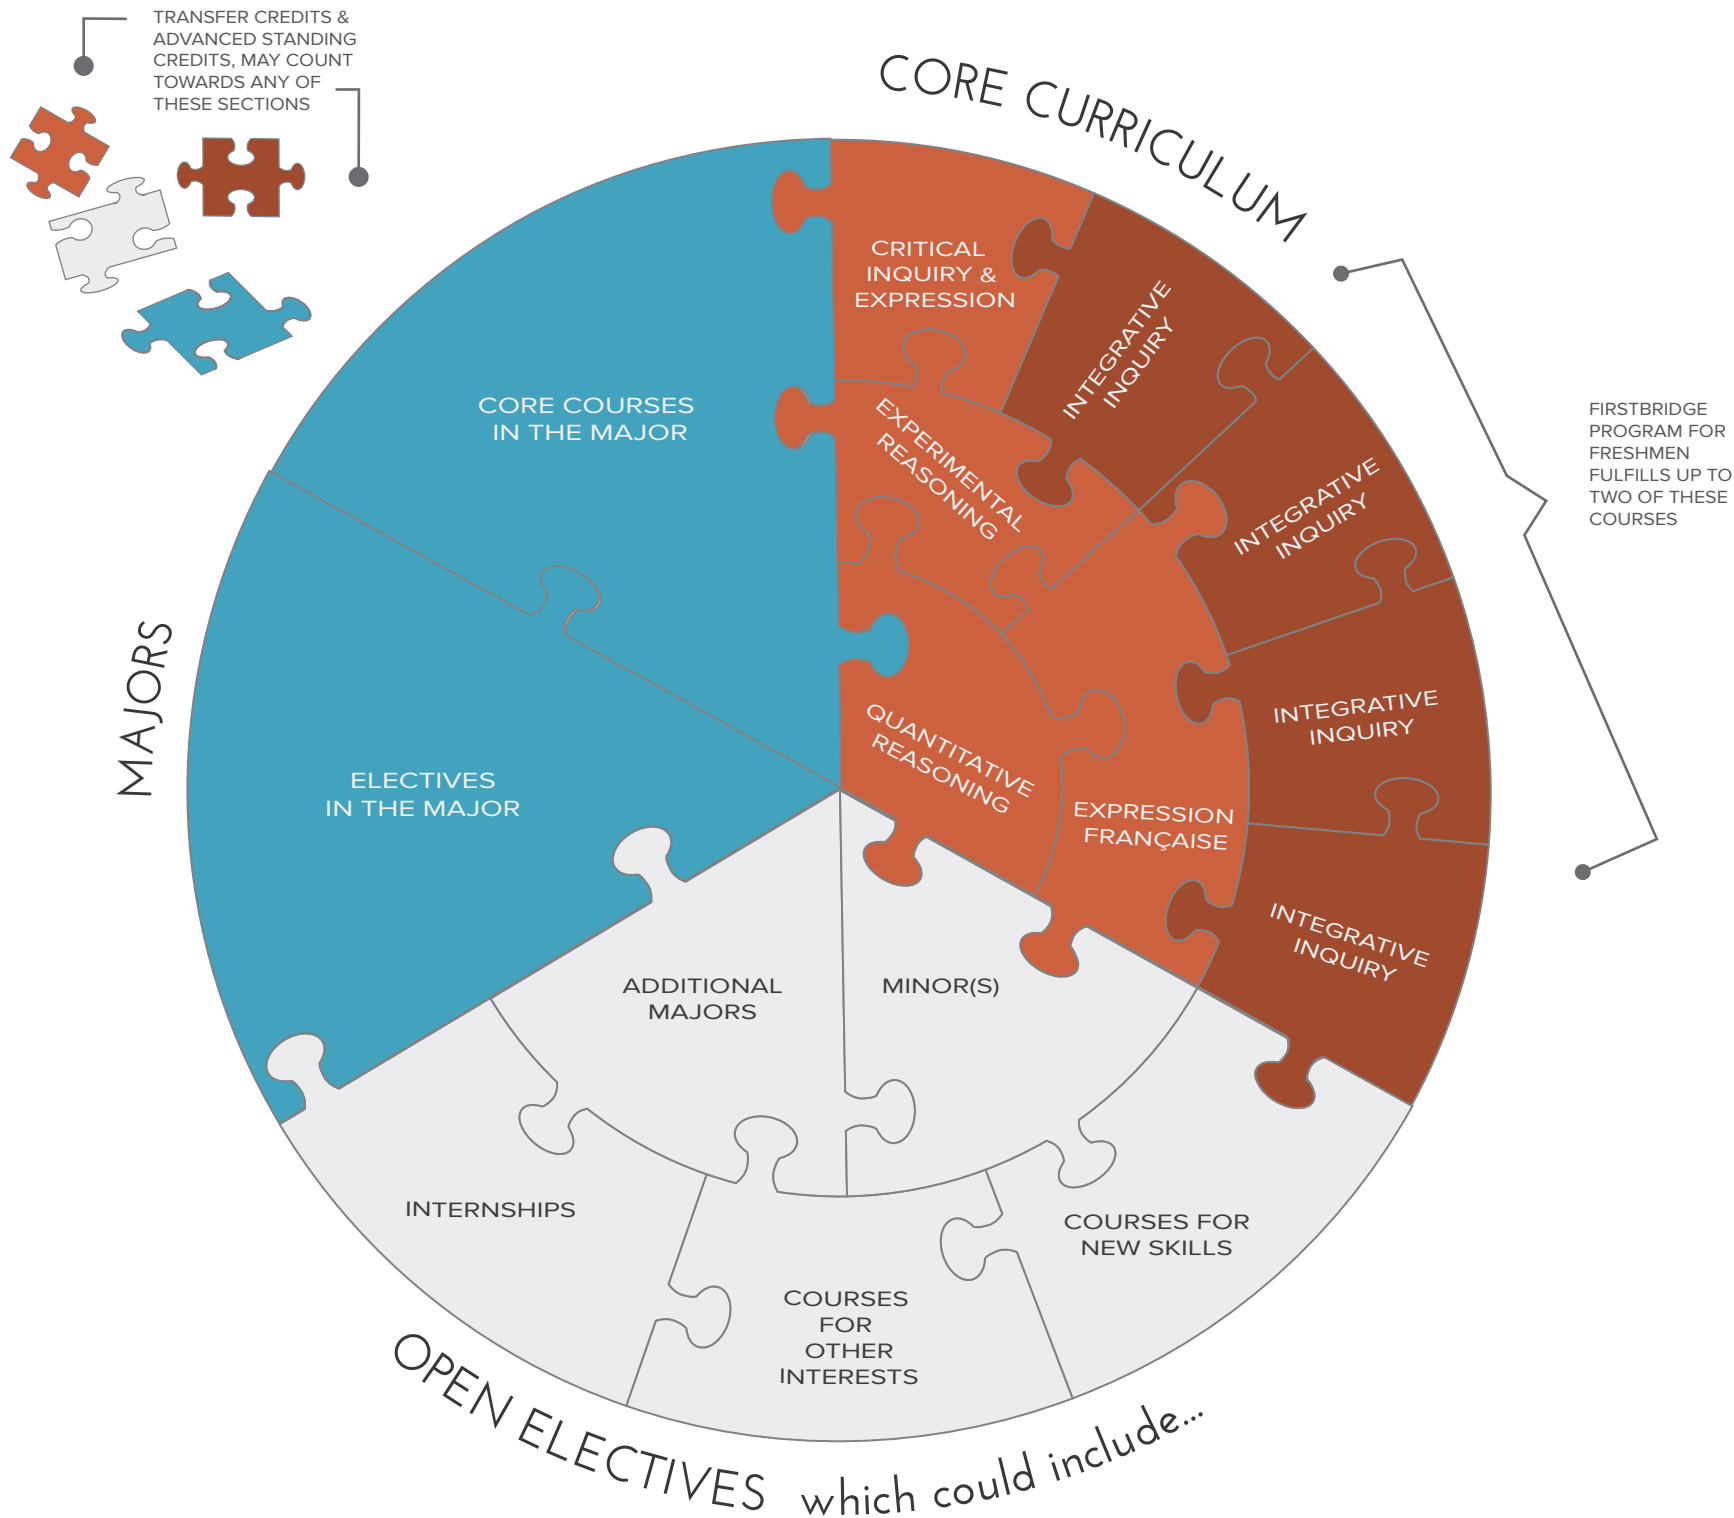 TRANSFER CREDITS &
ADVANCED STANDING
CREDITS, MAY COUNT
TOWARDS ANY OF
THESE SECTIONS
CORE CURRICULUM
CRITICAL
INQUIRY &
EXPRESSION
INTEGRATIVE
INQUIRY
EXPERIMENTAL
REASONING
INTEGRATIVE
INQUIRY
FIRSTBRIDGE
PROGRAM FOR
FRESHMEN
FULFILLS UP TO
TWO OF THESE
COURSES
CORE COURSES
IN THE MAJOR
MAJORS
ELECTIVES
IN THE MAJOR
QUANTITATIVE
REASONING
EXPRESSION
FRANÇAISE
INTEGRATIVE
INQUIRY
INTEGRATIVE
INQUIRY
ADDITIONAL
MAJORS
MINOR(S)
INTERNSHIPS
COURSES
FOR
OTHER
INTERESTS
COURSES FOR
NEW SKILLS
OPEN ELECTIVES which could include...